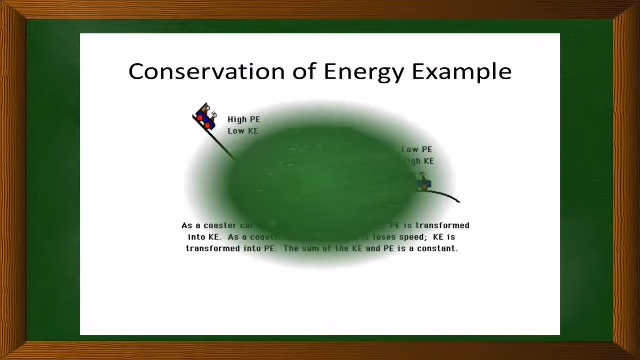 Conservation of Energy Example
High PE
Low KE
Low PE
High KE
As a coaster car PE is transformed
into KE. As a coaster loses speed; KE is
transformed into PE. The sum of the KE and PE is a constant.